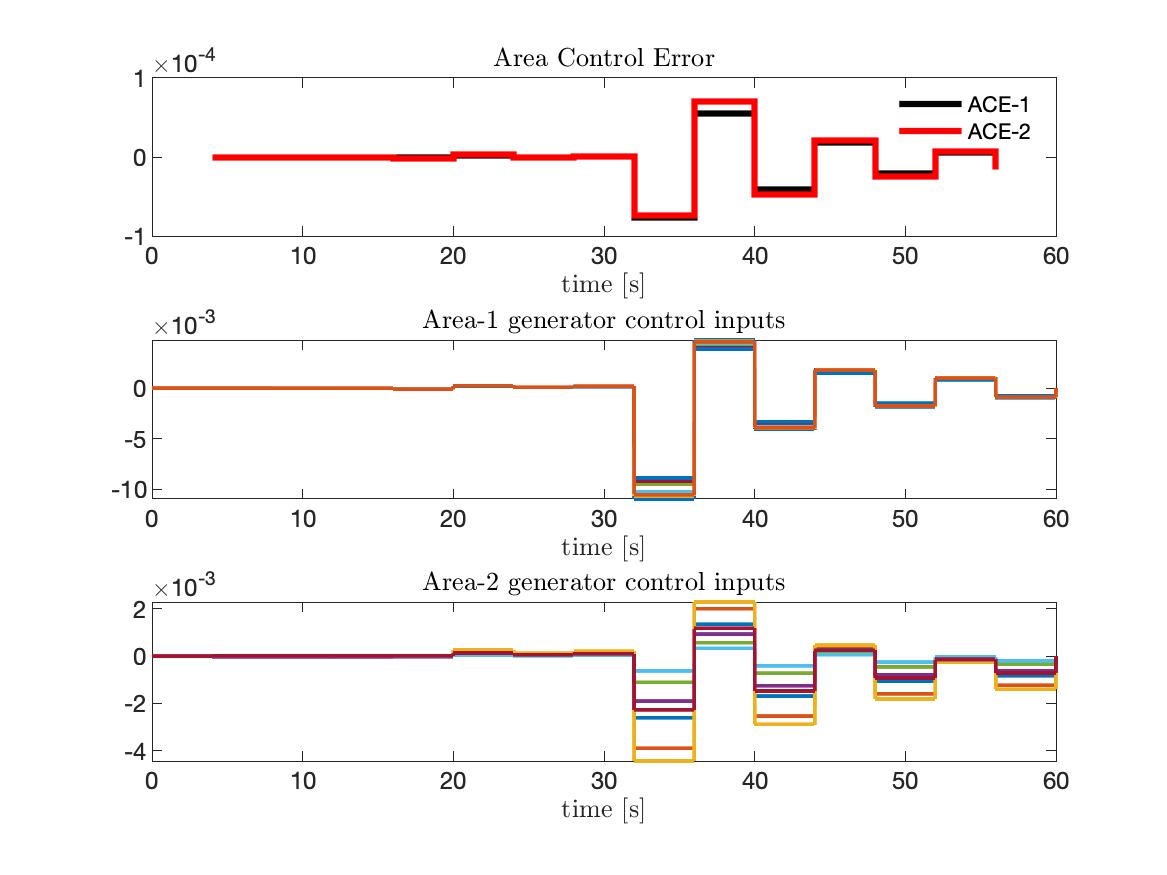 ×10-4
Area Control Error
1
0
-1
ACE-1
ACE-2
0 10 20 30 40 50 60
time [s]
×10-3
Area-1 generator control inputs
0
-5
-10
0 10 20 30 40 50 60
time [s]
×10-3
Area-2 generator control inputs
2
0
-2
-4
0 10 20 30 40 50 60
time [s]